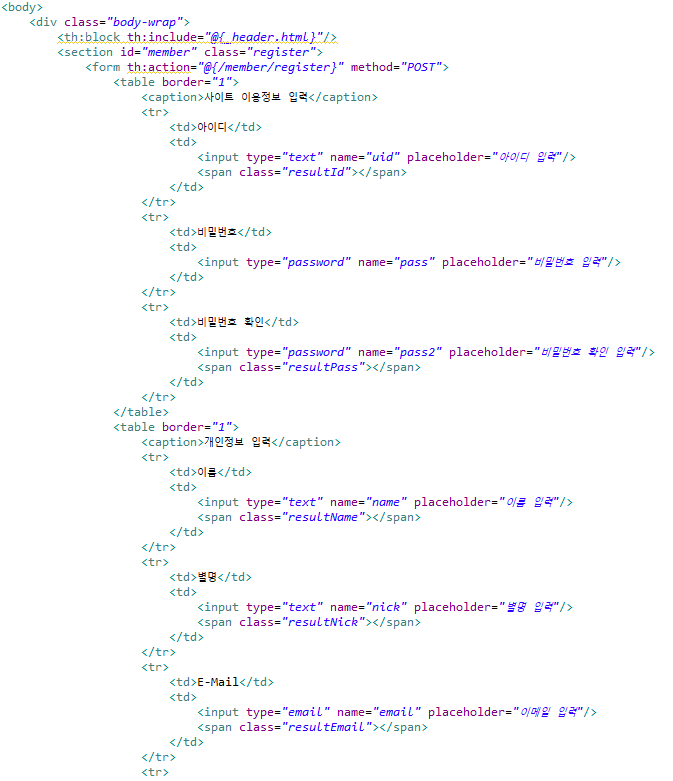 <body>
<div class="body-wrap">
<th:block th:include="@{_header.html}"/>
<section id="member" class="register">
<form th:action="@{/member/register}" method="POST">
<table border="1">
<caption>사이트 이용정보 입력</caption>
<tr>
<td>아이디</td>
<td>
<input type="text" name="uid" placeholder="아이디 입력"/>
<span class="resultId"></span>
</td>
</tr>
<tr>
<td>비밀번호</td>
<td>
<input type="password" name="pass" placeholder="비밀번호 입력"/>
</td>
</tr>
<tr>
<td>비밀번호 확인</td>
<td>
<input type="password" name="pass2" placeholder="비밀번호 확인 입력"/>
<span class="resultPass"></span>
</td>
</tr>
</table>
<table border="1">
<caption>개인정보 입력</caption>
<tr>
<td>이름</td>
<td>
<input type="text" name="name" placeholder="이름 입력"/>
<span class="resultName"></span>
</td>
</tr>
<tr>
<td>별명</td>
<td>
<input type="text" name="nick" placeholder="별명 입력"/>
<span class="resultNick"></span>
</td>
</tr>
<tr>
<td>E-Mail</td>
<td>
<input type="email" name="email" placeholder="이메일 입력"/>
<span class="resultEmail"></span>
</td>
</tr>
<tr>